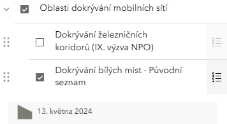 Oblasti dokrývání mobilních sítí
Dokrývání železničních
koridorů (IX. výzva NPO)
Dokrývání bílých míst - Původní
seznam
13. května 2024